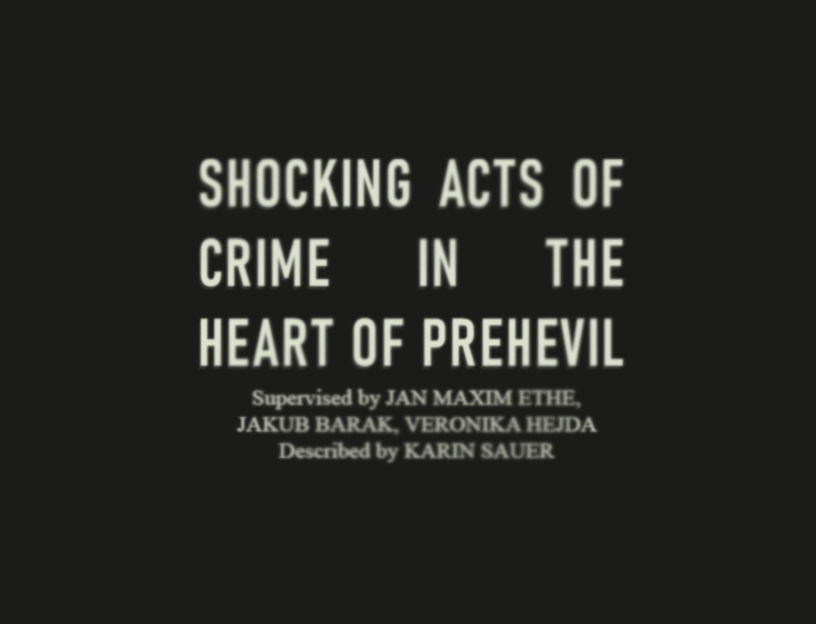 SHOCKING ACTS OF
CRIME IN THE
HEART OF PREHEVIL
Supervised by JAN MAXIM ETHE,
JAKUB BARAK, VERONIKA HEJDA
Described by KARIN SAUER